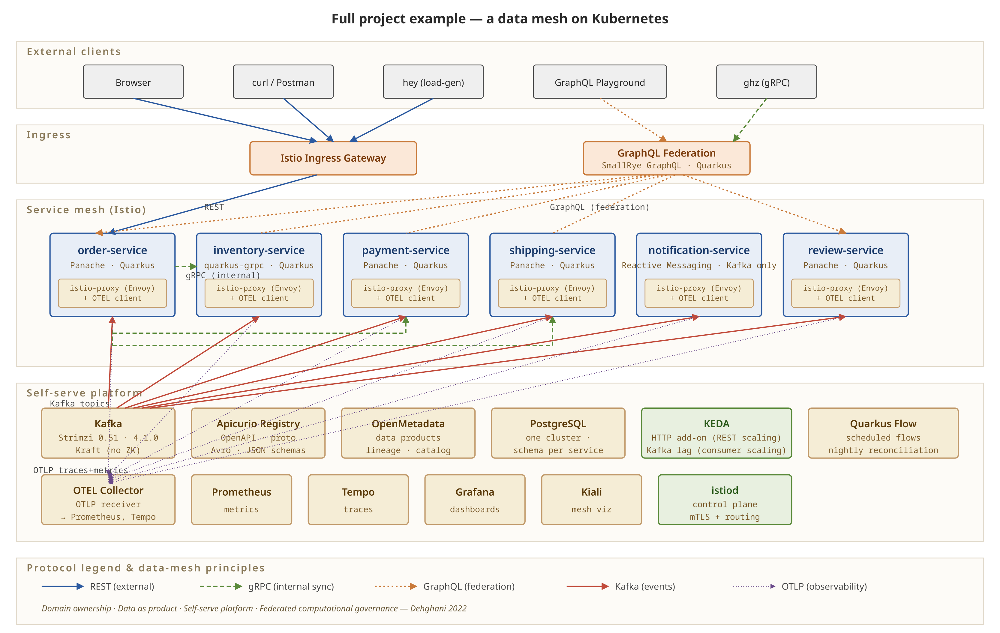 Full project example — a data mesh on Kubernetes
External clients
Browser
curl / Postman
hey (load-gen)
GraphQL Playground
ghz (gRPC)
Ingress
Istio Ingress Gateway
GraphQL Federation
SmallRye GraphQL · Quarkus
Service mesh (Istio)
REST
GraphQL (federation)
order-service
Panache · Quarkus
istio-proxy (Envoy)
+ OTEL client
inventory-service
quarkus-grpc · Quarkus
gRPC (internal)
istio-proxy (Envoy)
+ OTEL client
payment-service
Panache · Quarkus
istio-proxy (Envoy)
+ OTEL client
shipping-service
Panache · Quarkus
istio-proxy (Envoy)
+ OTEL client
notification-service
Reactive Messaging · Kafka only
istio-proxy (Envoy)
+ OTEL client
review-service
Panache · Quarkus
istio-proxy (Envoy)
+ OTEL client
Self-serve platform
Kafka topics
Kafka
Strimzi 0.51 · 4.1.0
Kraft (no ZK)
Apicurio Registry
OpenAPI · proto
Avro · JSON schemas
OpenMetadata
data products
lineage · catalog
PostgreSQL
one cluster ·
schema per service
KEDA
HTTP add-on (REST scaling)
Kafka lag (consumer scaling)
Quarkus Flow
scheduled flows
nightly reconciliation
OTLP traces+metrics
OTEL Collector
OTLP receiver
→ Prometheus, Tempo
Prometheus
metrics
Tempo
traces
Grafana
dashboards
Kiali
mesh viz
istiod
control plane
mTLS + routing
Protocol legend & data-mesh principles
REST (external)
gRPC (internal sync)
GraphQL (federation)
Kafka (events)
OTLP (observability)
Domain ownership · Data as product · Self-serve platform · Federated computational governance — Dehghani 2022